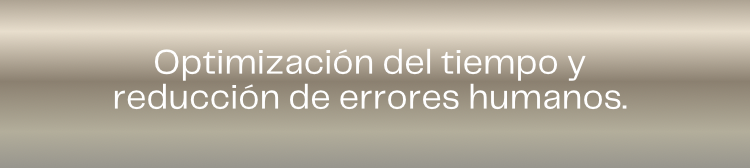 Optimización del tiempo y
reducción de errores humanos.